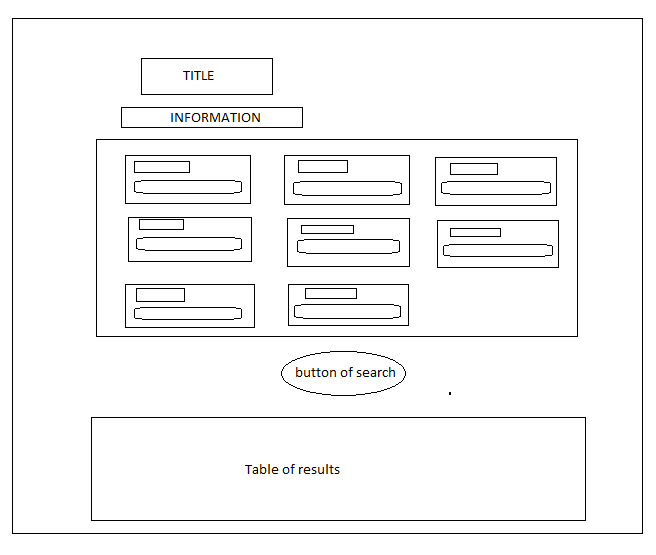 TITLE
INFORMATION
button of search
Table of results